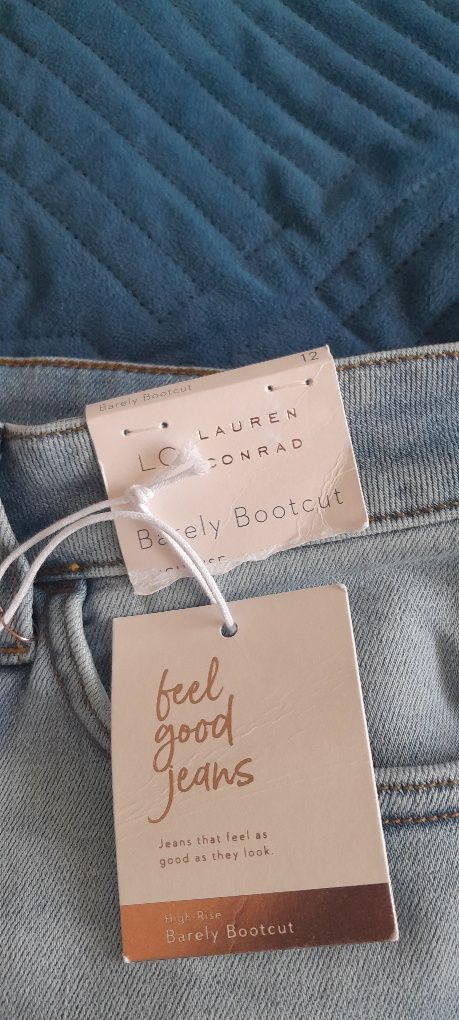 Barely Bootcut 12
LC LAUREN
CONRAD
Barely Bootcut
feel
good
jeans
Jeans that feel as
good as they look.
High-Rise
Barely Bootcut